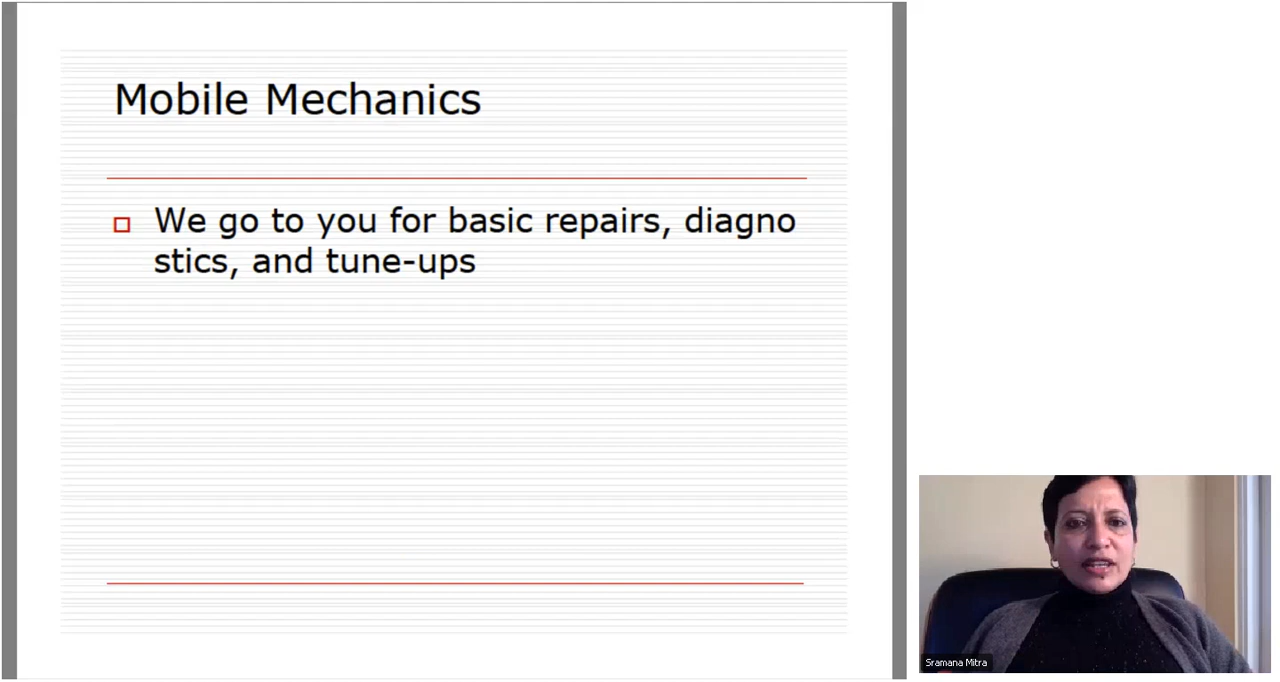 Mobile Mechanics
We go to you for basic repairs, diagno
stics, and tune-ups
Sramana Mitra